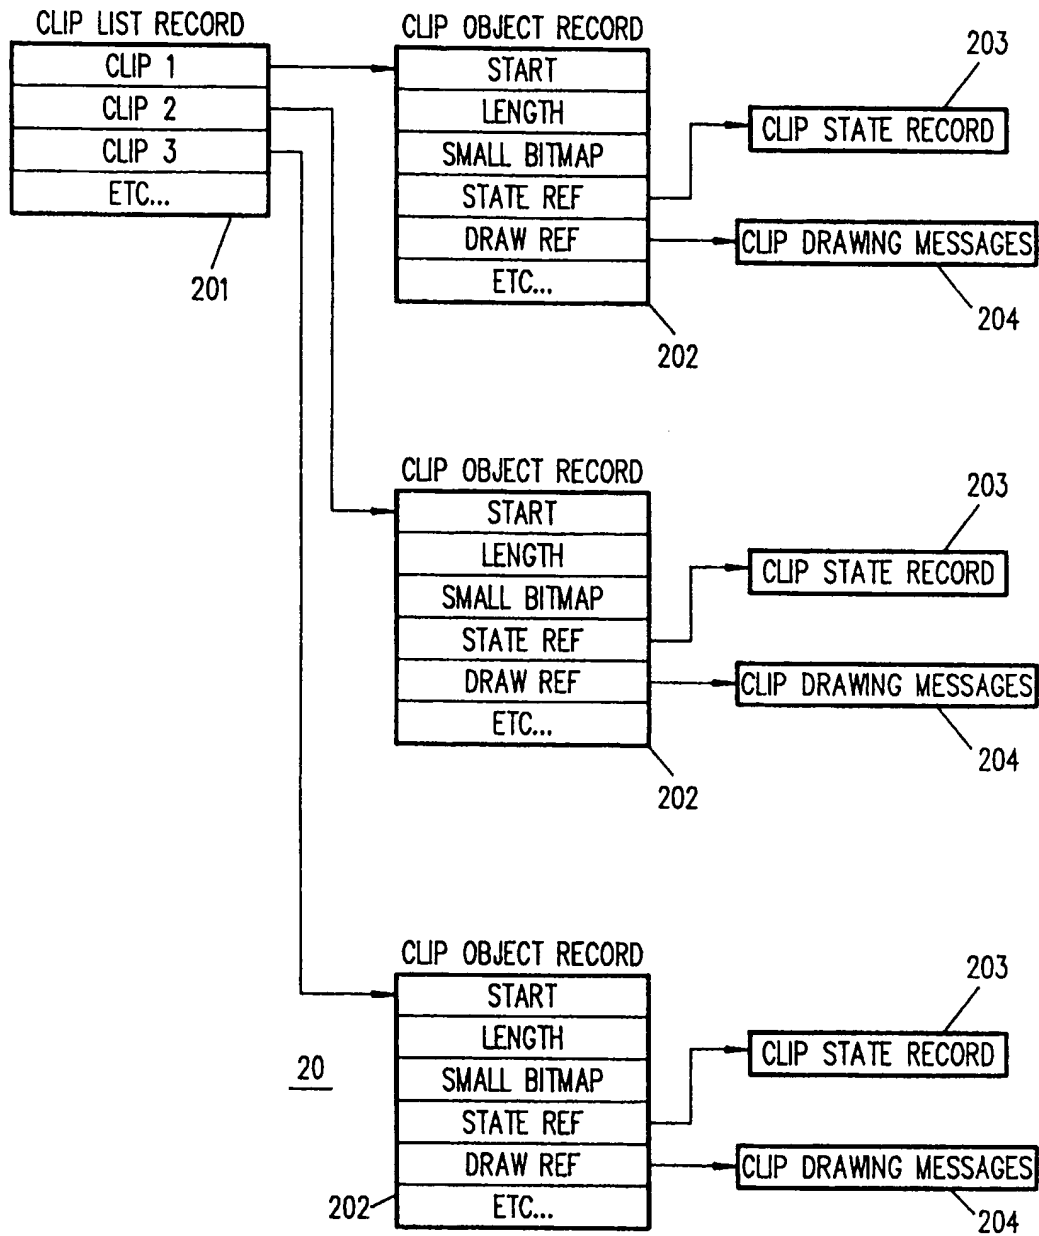 CLIP LIST RECORD
CLIP 1
CLIP 2
CLIP 3
ETC...
201
CLIP OBJECT RECORD
START
LENGTH
SMALL BITMAP
STATE REF
DRAW REF
ETC...
202
203
CLIP STATE RECORD
CLIP DRAWING MESSAGES
204
CLIP OBJECT RECORD
START
LENGTH
SMALL BITMAP
STATE REF
DRAW REF
ETC...
202
203
CLIP STATE RECORD
CLIP DRAWING MESSAGES
204
20
CLIP OBJECT RECORD
START
LENGTH
SMALL BITMAP
STATE REF
DRAW REF
ETC...
202
203
CLIP STATE RECORD
CLIP DRAWING MESSAGES
204